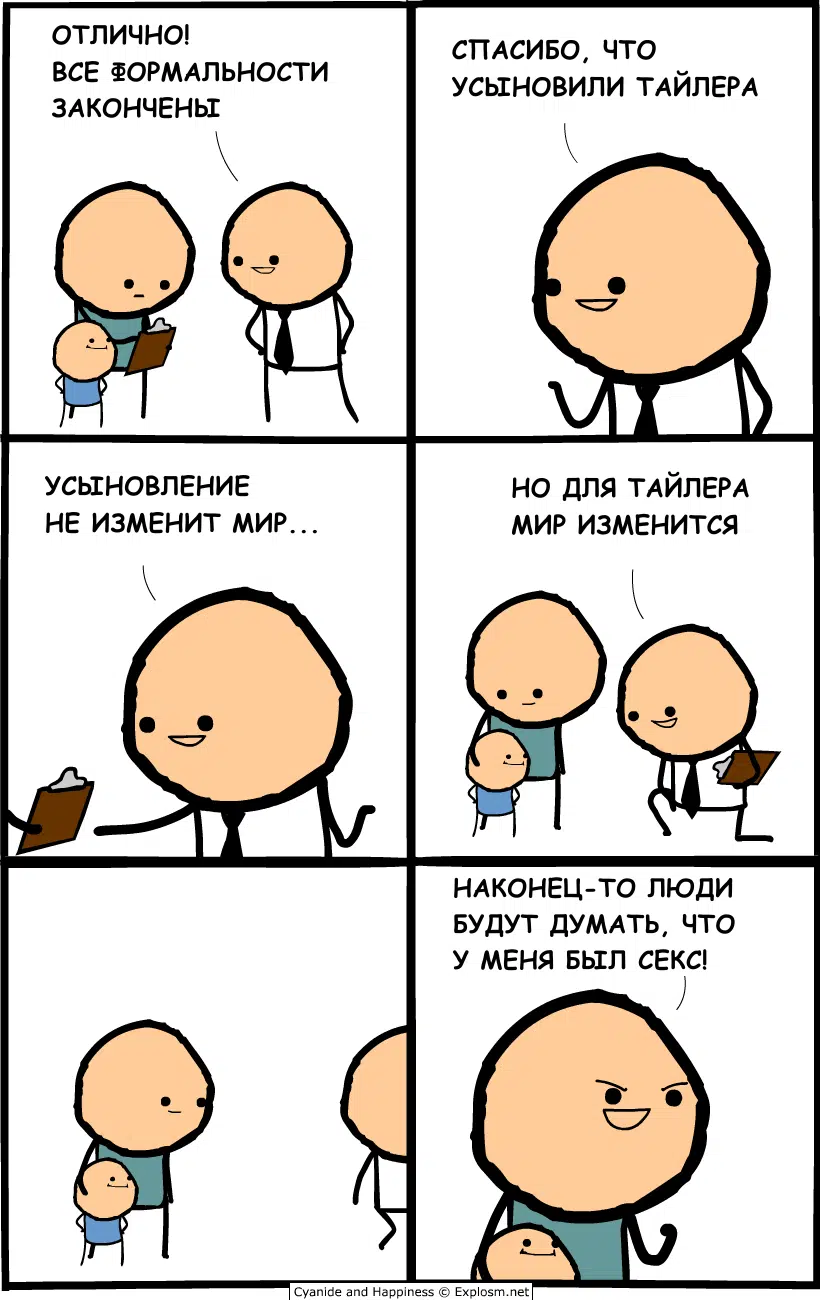 ОТЛИЧНО!
ВСЕ ФОРМАЛЬНОСТИ
ЗАКОНЧЕНЫ
СПАСИБО, ЧТО
УСЫНОВИЛИ ТАЙЛЕРА
УСЫНОВЛЕНИЕ
НЕ ИЗМЕНИТ МИР...
НО ДЛЯ ТАЙЛЕРА
МИР ИЗМЕНИТСЯ
НАКОНЕЦ-ТО ЛЮДИ
БУДУТ ДУМАТЬ, ЧТО
У МЕНЯ БЫЛ СЕКС!
Cyanide and Happiness © Explosm.net